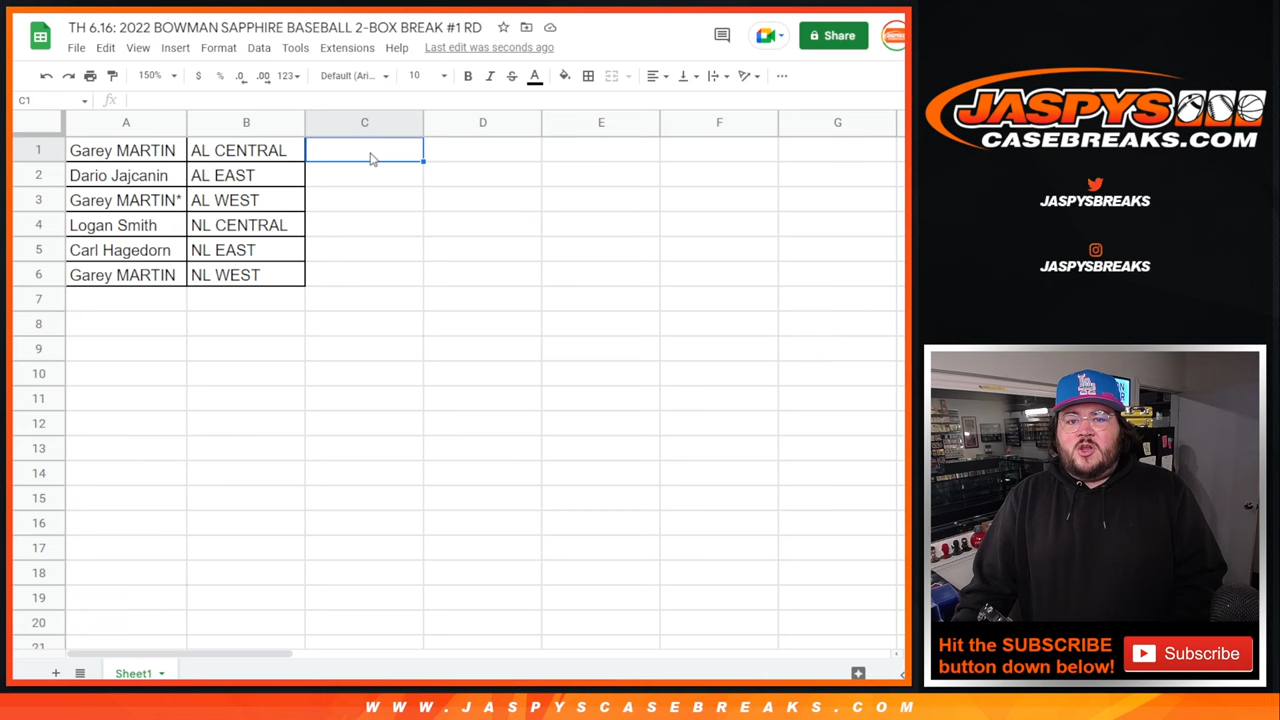 TH 6.16: 2022 BOWMAN SAPPHIRE BASEBALL 2-BOX BREAK #1 RD
File Edit View Insert Format Data Tools Extensions Help Last edit was seconds ago
Share
150% $ % .0 .00 123 Default (Ari... 10 B I S A
C1 fx
A B C D E F G
1 Garey MARTIN AL CENTRAL
2 Dario Jajcanin AL EAST
3 Garey MARTIN* AL WEST
4 Logan Smith NL CENTRAL
5 Carl Hagedorn NL EAST
6 Garey MARTIN NL WEST
7
8
9
10
11
12
13
14
15
16
17
18
19
20
21
Sheet1
JASPYS
CASEBREAKS.COM
JASPYSBREAKS
JASPYSBREAKS
Hit the SUBSCRIBE
button down below!
Subscribe
WWW.JASPYSCASEBREAKS.COM